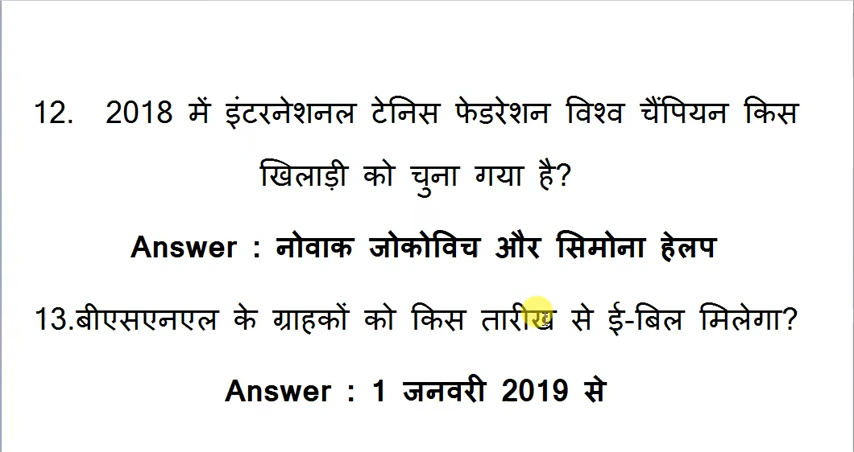 12. 2018 में इंटरनेशनल टेनिस फेडरेशन विश्व चैंपियन किस
खिलाड़ी को चुना गया है?
Answer : नोवाक जोकोविच और सिमोना हेलप
13.बीएसएनएल के ग्राहकों को किस तारीख से ई-बिल मिलेगा?
Answer : 1 जनवरी 2019 से